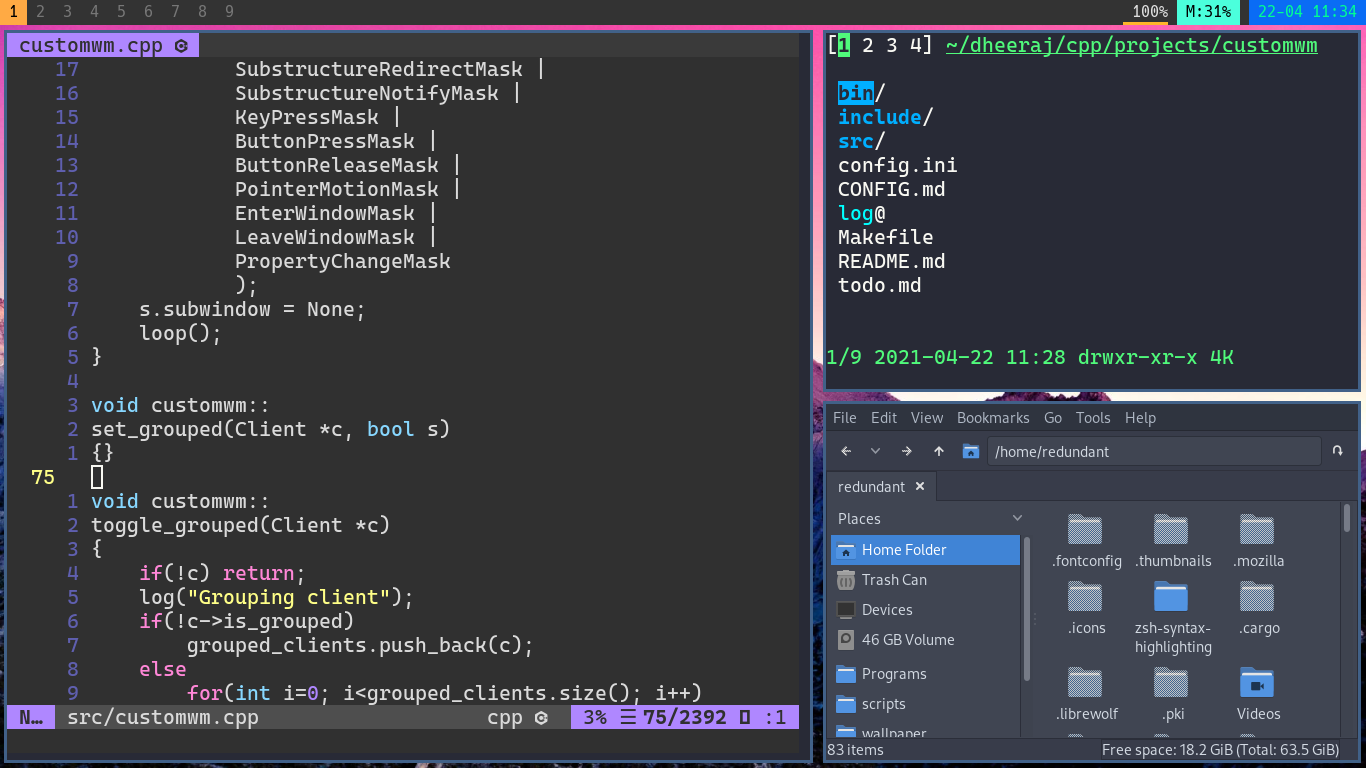 1 2 3 4 5 6 7 8 9 100% M:31% 22-04 11:34
customwm.cpp
17 SubstructureRedirectMask |
16 SubstructureNotifyMask |
15 KeyPressMask |
14 ButtonPressMask |
13 ButtonReleaseMask |
12 PointerMotionMask |
11 EnterWindowMask |
10 LeaveWindowMask |
9 PropertyChangeMask
8 );
7 s.subwindow = None;
6 loop();
5 }
4
3 void customwm::
2 set_grouped(Client *c, bool s)
1 {}
75
1 void customwm::
2 toggle_grouped(Client *c)
3 {
4 if(!c) return;
5 log("Grouping client");
6 if(!c->is_grouped)
7 grouped_clients.push_back(c);
8 else
9 for(int i=0; i<grouped_clients.size(); i++)
N… src/customwm.cpp cpp 3% ☰ 75/2392 :1
[1 2 3 4] ~/dheeraj/cpp/projects/customwm
bin/
include/
src/
config.ini
CONFIG.md
log@
Makefile
README.md
todo.md
1/9 2021-04-22 11:28 drwxr-xr-x 4K
File Edit View Bookmarks Go Tools Help
/home/redundant
redundant
Places
Home Folder
Trash Can
Devices
46 GB Volume
Programs
scripts
wallpaper
.fontconfig .thumbnails .mozilla
.icons zsh-syntax- .cargo
highlighting
.librewolf .pki Videos
83 items Free space: 18.2 GiB (Total: 63.5 GiB)